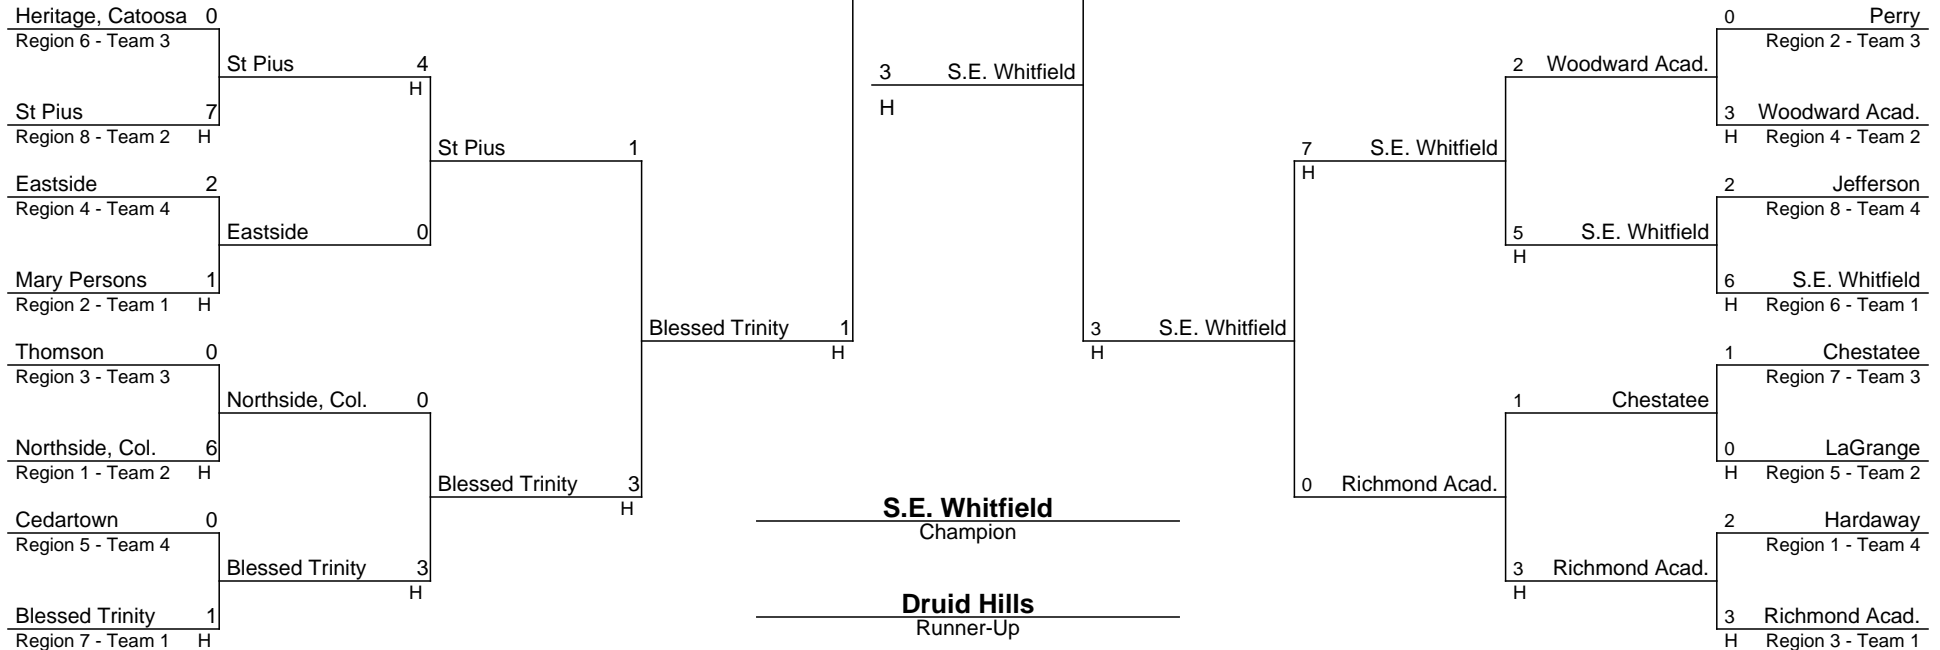 Heritage, Catoosa 0
Region 6 - Team 3
St Pius 4
H
St Pius 7
Region 8 - Team 2 H
St Pius 1
Eastside 2
Region 4 - Team 4
Eastside 0
Mary Persons 1
Region 2 - Team 1 H
Blessed Trinity 1
H
Thomson 0
Region 3 - Team 3
Northside, Col. 0
Northside, Col. 6
Region 1 - Team 2 H
Blessed Trinity 3
H
Cedartown 0
Region 5 - Team 4
Blessed Trinity 3
H
Blessed Trinity 1
Region 7 - Team 1 H
3 S.E. Whitfield
H
S.E. Whitfield
Champion
Druid Hills
Runner-Up
0 Perry
Region 2 - Team 3
2 Woodward Acad.
3 Woodward Acad.
H Region 4 - Team 2
7 S.E. Whitfield
H
2 Jefferson
Region 8 - Team 4
5 S.E. Whitfield
H
6 S.E. Whitfield
H Region 6 - Team 1
3 S.E. Whitfield
H
1 Chestatee
Region 7 - Team 3
1 Chestatee
0 LaGrange
H Region 5 - Team 2
0 Richmond Acad.
2 Hardaway
Region 1 - Team 4
3 Richmond Acad.
H
3 Richmond Acad.
H Region 3 - Team 1